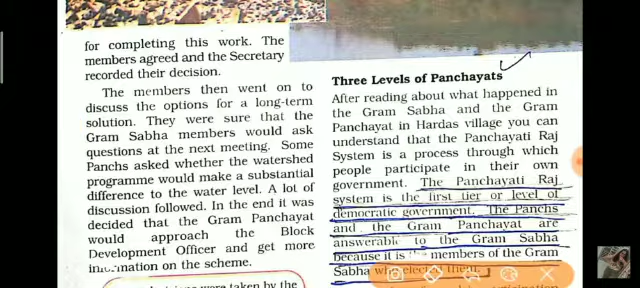 for completing this work. The
members agreed and the Secretary
recorded their decision.
The members then went on to
discuss the options for a long-term
solution. They were sure that the
Gram Sabha members would ask
questions at the next meeting. Some
Panchs asked whether the watershed
programme would make a substantial
difference to the water level. A lot of
discussion followed. In the end it was
decided that the Gram Panchayat
would approach the Block
Development Officer and get more
information on the scheme.
were taken by the
Three Levels of Panchayats
After reading about what happened in
the Gram Sabha and the Gram
Panchayat in Hardas village you can
understand that the Panchayati Raj
System is a process through which
people participate in their own
government. The Panchayati Raj
system is the first tier or level of
democratic government. The Panchs
and the Gram Panchayat are
answerable to the Gram Sabha
because it is the members of the Gram
Sabha who elected them.